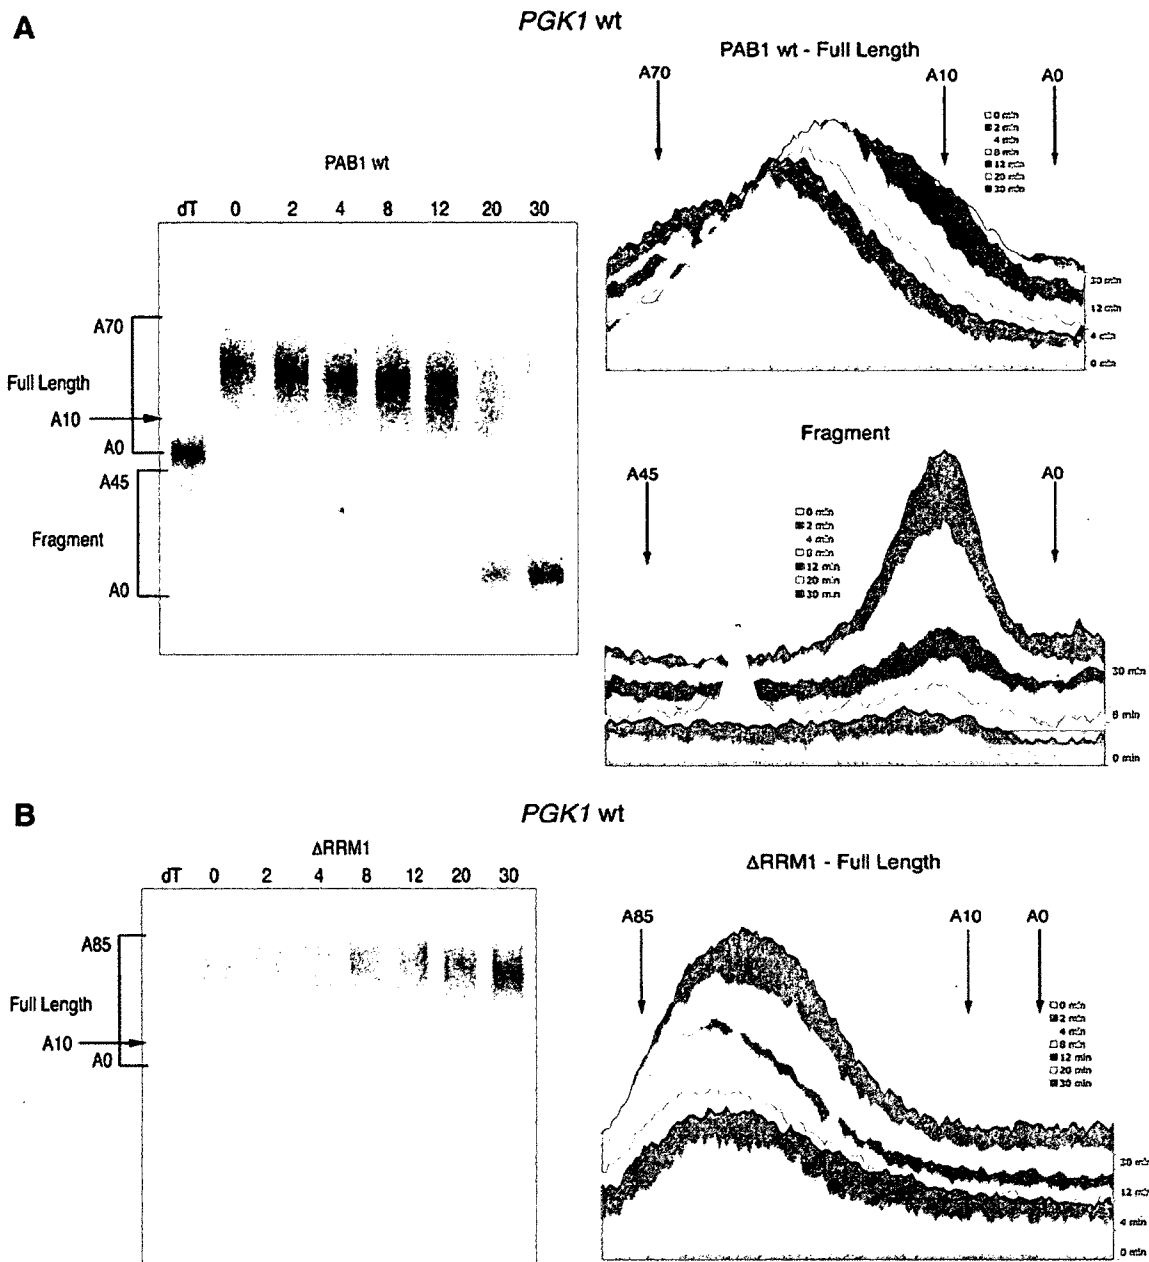 A
PGK1 wt
PAB1 wt - Full Length
A70
A10
A0
0 min
2 min
4 min
8 min
12 min
20 min
30 min
30 min
12 min
4 min
0 min
PAB1 wt
dT 0 2 4 8 12 20 30
A70
Full Length
A10
A0
A45
Fragment
A0
Fragment
A45
A0
0 min
2 min
4 min
8 min
12 min
20 min
30 min
30 min
8 min
0 min
B
PGK1 wt
ΔRRM1
dT 0 2 4 8 12 20 30
A85
Full Length
A10
A0
ΔRRM1 - Full Length
A85
A10
A0
0 min
2 min
4 min
8 min
12 min
20 min
30 min
30 min
12 min
4 min
0 min